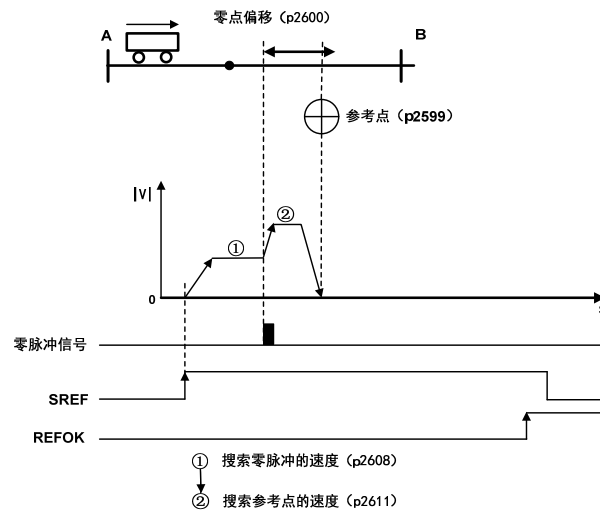 零点偏移（p2600）
A
B
参考点（p2599）
|V|
②
①
0
零脉冲信号
SREF
REFOK
① 搜索零脉冲的速度（p2608）
② 搜索参考点的速度（p2611）